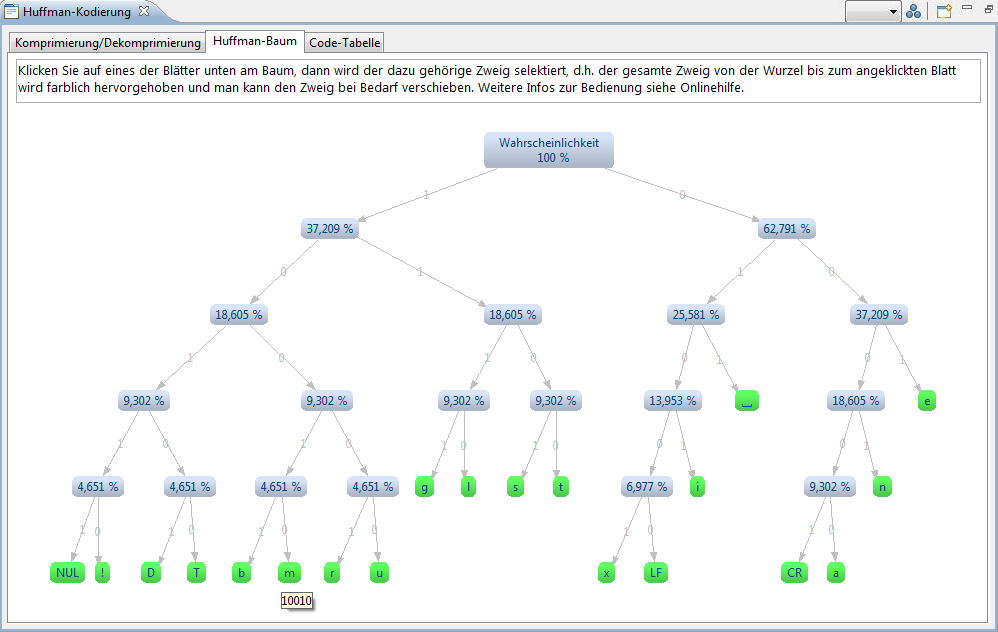 Huffman-Kodierung
Komprimierung/Dekomprimierung Huffman-Baum Code-Tabelle
Klicken Sie auf eines der Blätter unten am Baum, dann wird der dazu gehörige Zweig selektiert, d.h. der gesamte Zweig von der Wurzel bis zum angeklickten Blatt
wird farblich hervorgehoben und man kann den Zweig bei Bedarf verschieben. Weitere Infos zur Bedienung siehe Onlinehilfe.
Wahrscheinlichkeit
100 %
1 0
37,209 % 62,791 %
0 1 1 0
18,605 % 18,605 % 25,581 % 37,209 %
1 0 1 0 0 1 0 1
9,302 % 9,302 % 9,302 % 9,302 % 13,953 % ⎵ 18,605 % e
1 0 1 0 1 0 1 0 0 1 0 1
4,651 % 4,651 % 4,651 % 4,651 % g l s t 6,977 % i 9,302 % n
1 0 1 0 1 0 1 0 1 0 1 0
NUL ! D T b m r u x LF CR a
10010